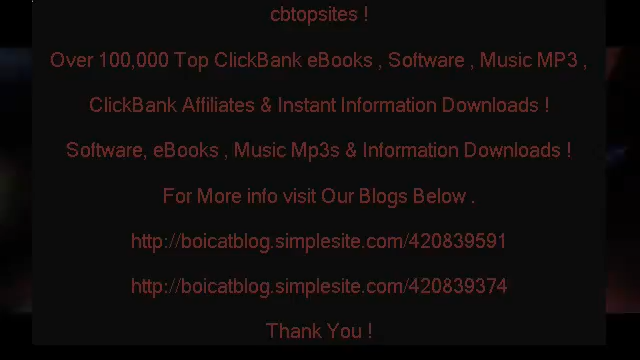 cbtopsites !
Over 100,000 Top ClickBank eBooks , Software , Music MP3 ,
ClickBank Affiliates & Instant Information Downloads !
Software, eBooks , Music Mp3s & Information Downloads !
For More info visit Our Blogs Below .
http://boicatblog.simplesite.com/420839591
http://boicatblog.simplesite.com/420839374
Thank You !